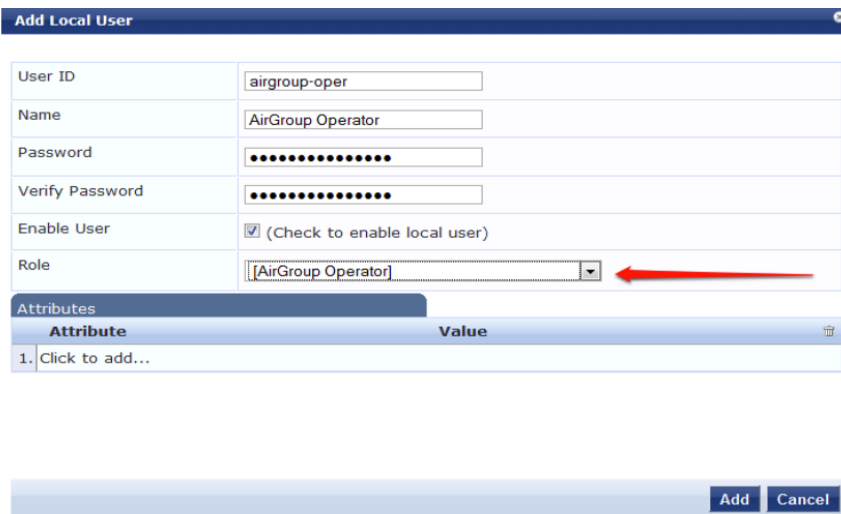 Add Local User
User ID airgroup-oper
Name AirGroup Operator
Password •••••••••••••••
Verify Password •••••••••••••••
Enable User (Check to enable local user)
Role [AirGroup Operator]
Attributes
Attribute Value
1. Click to add...
Add Cancel